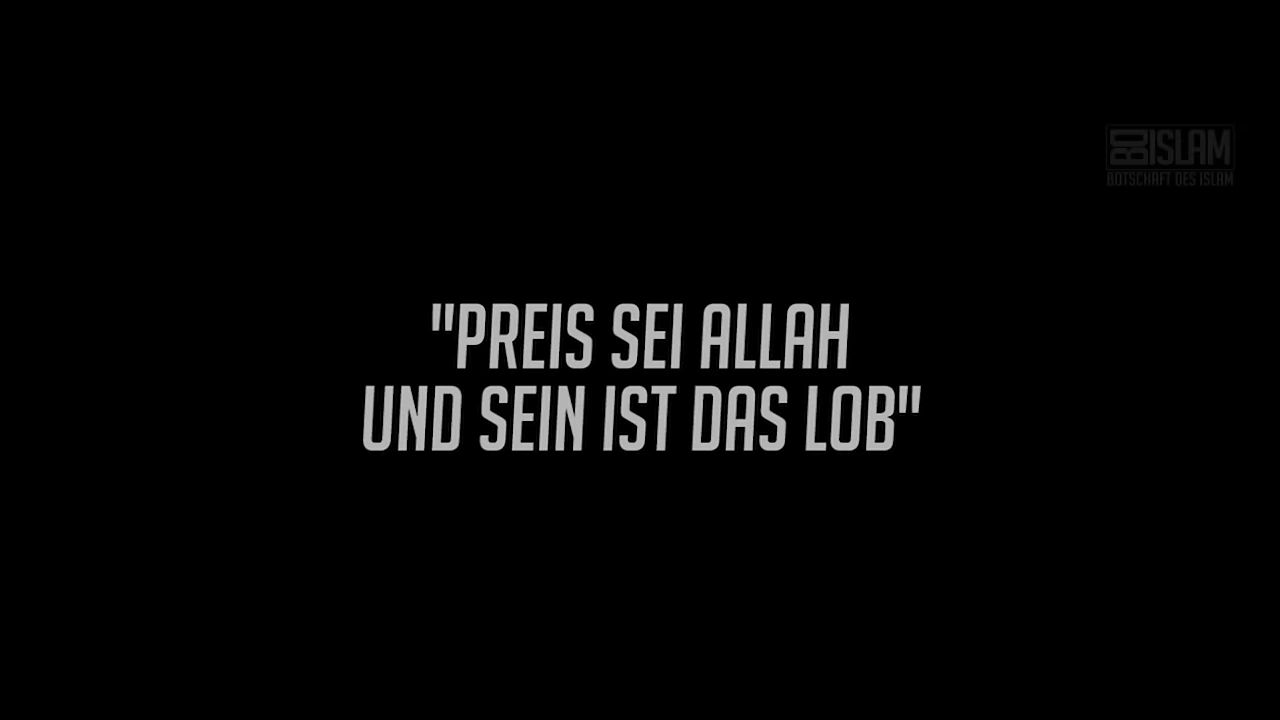 BDISLAM
BOTSCHAFT DES ISLAM
"PREIS SEI ALLAH
UND SEIN IST DAS LOB"